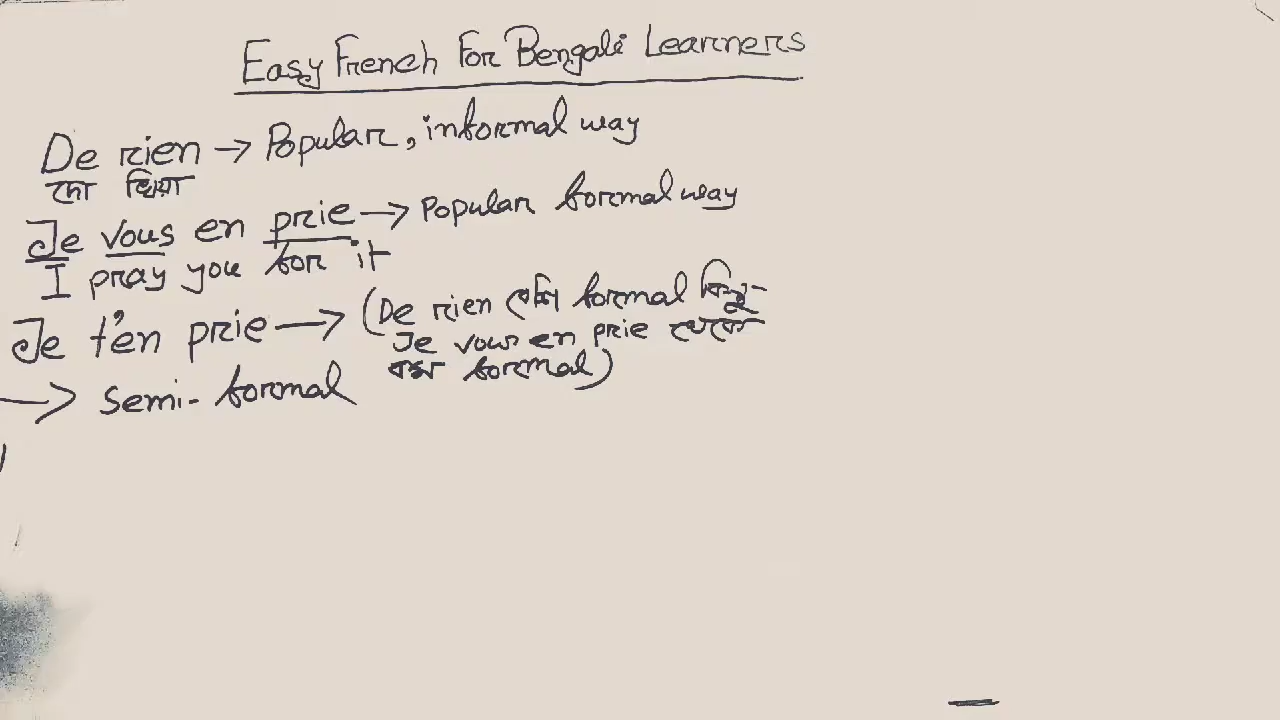 Easy French For Bengali Learners
De rien → Popular, informal way
দো খিয়া
Je vous en prie → Popular formal way
I pray you for it
Je t'en prie → (De rien বেশি formal কিন্তু
Je vous en prie থেকে
কম formal)
→ semi-formal